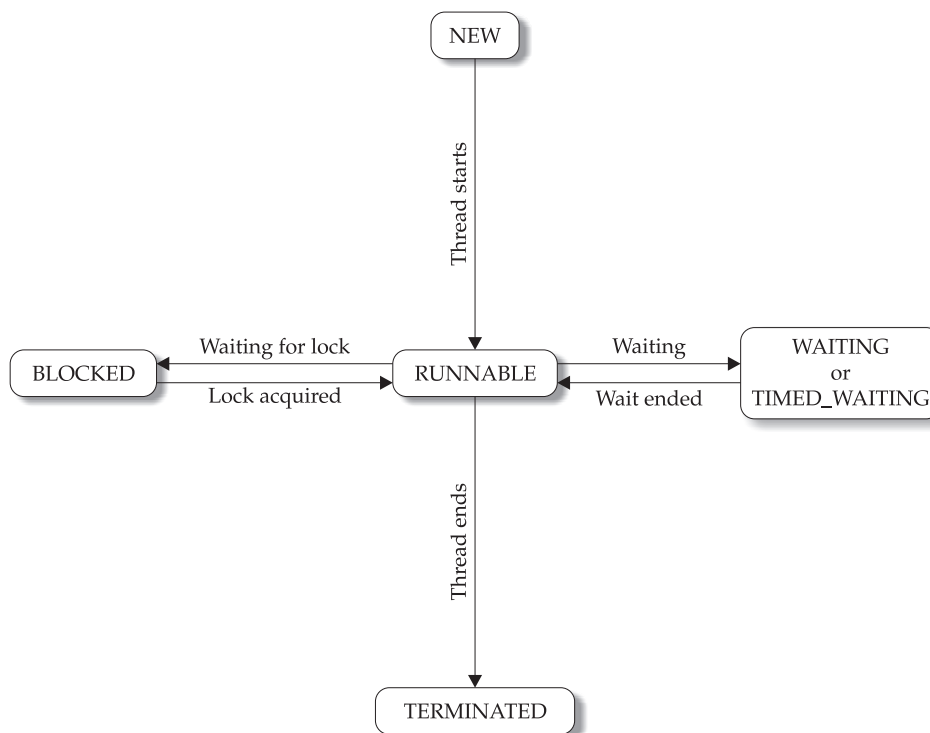 NEW
Thread starts
Waiting for lock
Waiting
BLOCKED
RUNNABLE
WAITING
or
TIMED_WAITING
Lock acquired
Wait ended
Thread ends
TERMINATED